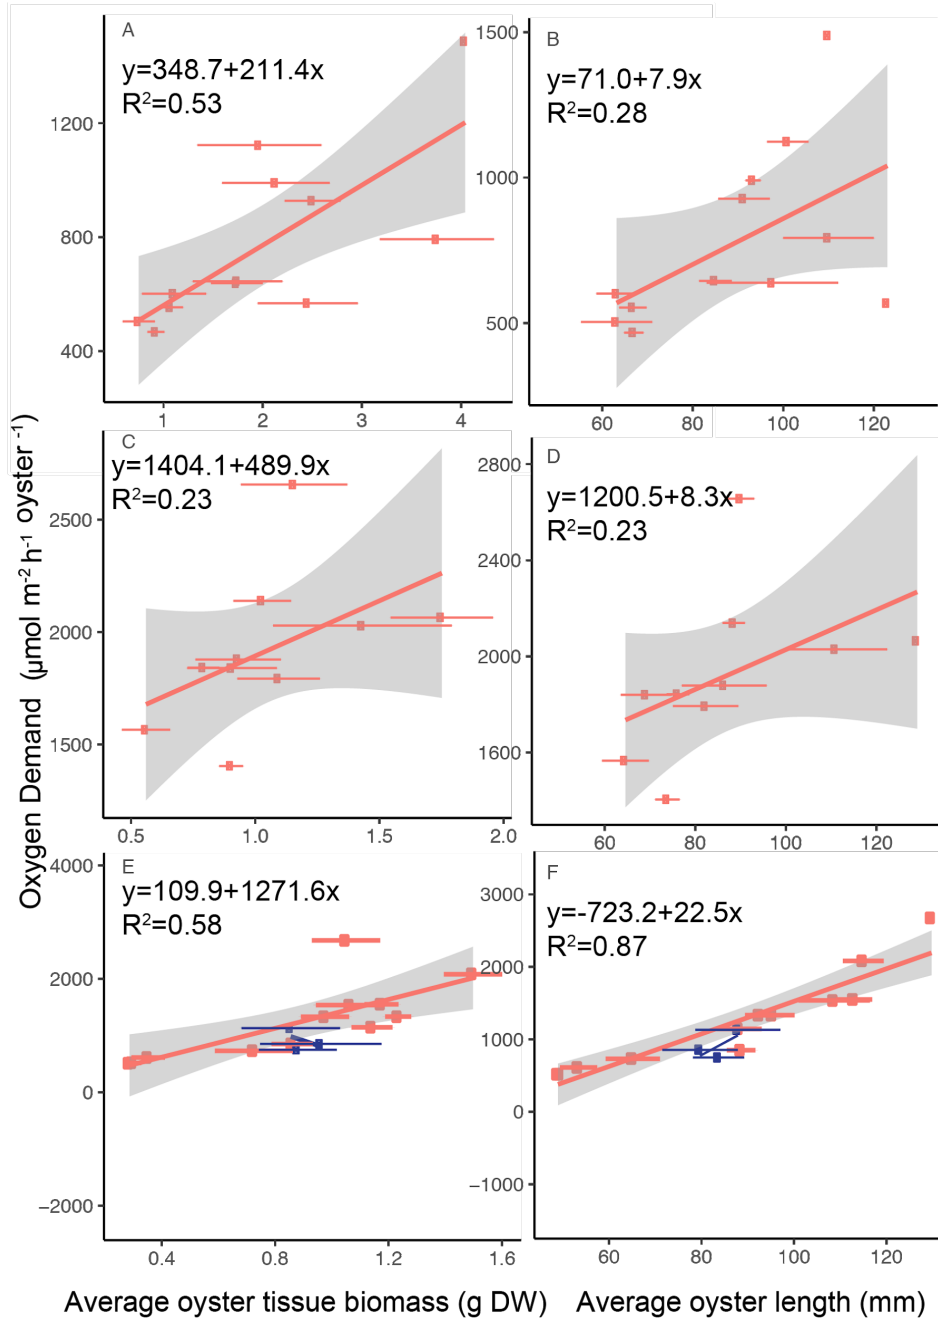 A
y=348.7+211.4x
R²=0.53
1200
800
400
1
2
3
4
B
y=71.0+7.9x
R²=0.28
1500
1000
500
60
80
100
120
C
y=1404.1+489.9x
R²=0.23
2500
2000
1500
0.5
1.0
1.5
2.0
D
y=1200.5+8.3x
R²=0.23
2800
2400
2000
1600
60
80
100
120
E
y=109.9+1271.6x
R²=0.58
4000
2000
0
−2000
0.4
0.8
1.2
1.6
F
y=-723.2+22.5x
R²=0.87
3000
2000
1000
0
−1000
60
80
100
120
Oxygen Demand (µmol m⁻² h⁻¹ oyster ⁻¹)
Average oyster tissue biomass (g DW)
Average oyster length (mm)